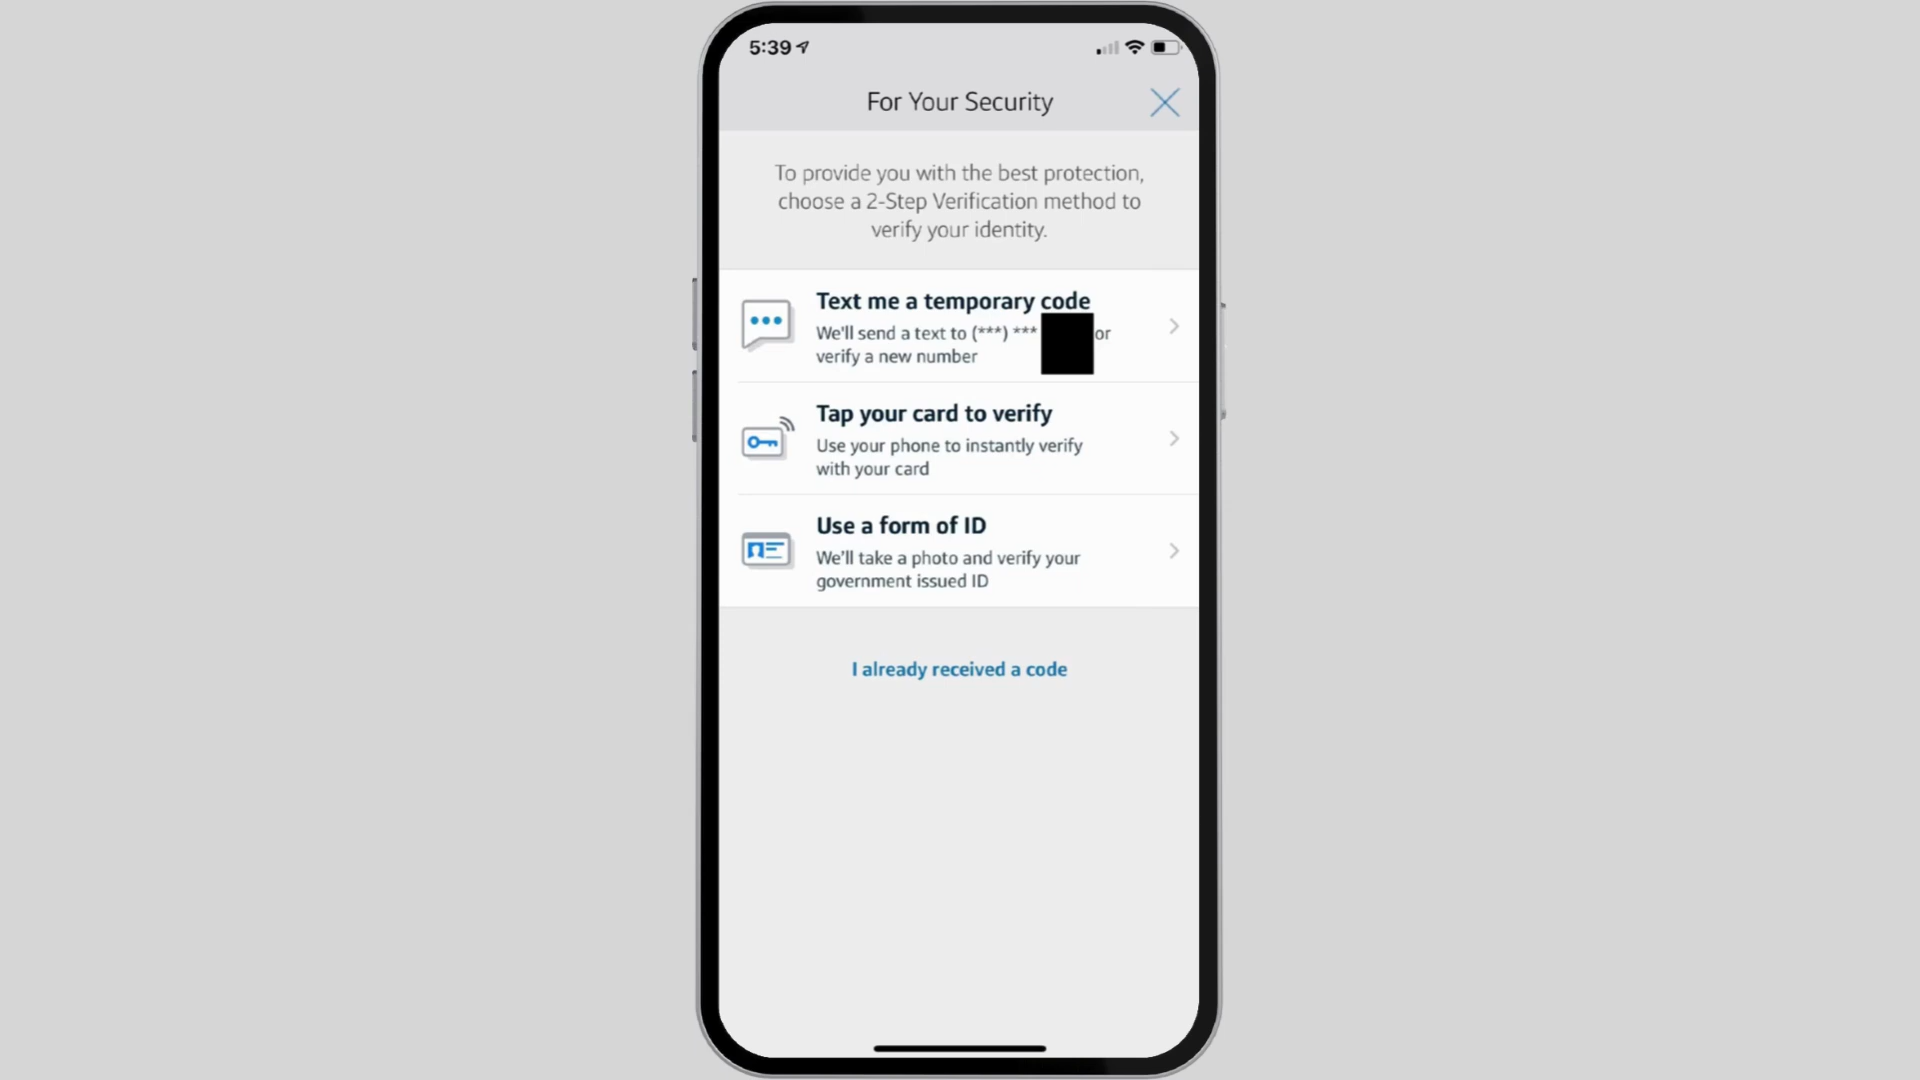 5:39
For Your Security
To provide you with the best protection,
choose a 2-Step Verification method to
verify your identity.
Text me a temporary code
We'll send a text to (***) *** or
verify a new number
Tap your card to verify
Use your phone to instantly verify
with your card
Use a form of ID
We'll take a photo and verify your
government issued ID
I already received a code